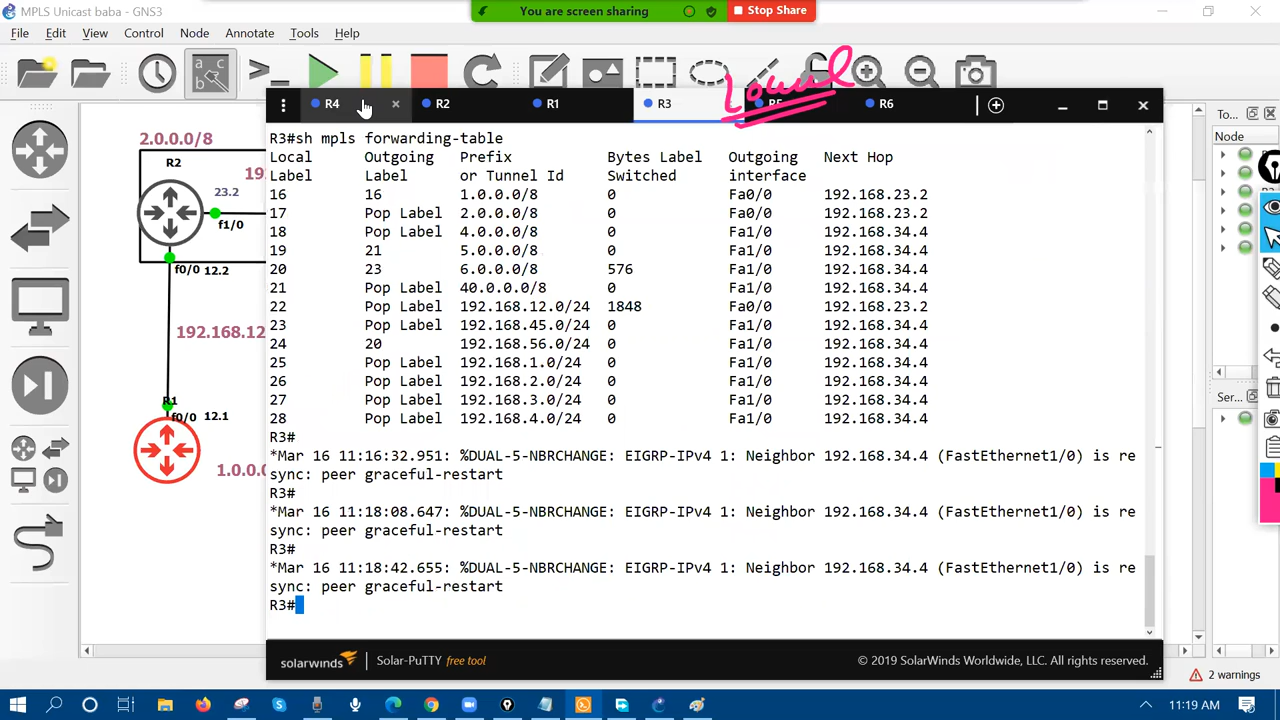 MPLS Unicast baba - GNS3
You are screen sharing
Stop Share
File Edit View Control Node Annotate Tools Help
R4 R2 R1 R3 R5 R6
R3#sh mpls forwarding-table
Local Outgoing Prefix Bytes Label Outgoing Next Hop
Label Label or Tunnel Id Switched interface
16 16 1.0.0.0/8 0 Fa0/0 192.168.23.2
17 Pop Label 2.0.0.0/8 0 Fa0/0 192.168.23.2
18 Pop Label 4.0.0.0/8 0 Fa1/0 192.168.34.4
19 21 5.0.0.0/8 0 Fa1/0 192.168.34.4
20 23 6.0.0.0/8 576 Fa1/0 192.168.34.4
21 Pop Label 40.0.0.0/8 0 Fa1/0 192.168.34.4
22 Pop Label 192.168.12.0/24 1848 Fa0/0 192.168.23.2
23 Pop Label 192.168.45.0/24 0 Fa1/0 192.168.34.4
24 20 192.168.56.0/24 0 Fa1/0 192.168.34.4
25 Pop Label 192.168.1.0/24 0 Fa1/0 192.168.34.4
26 Pop Label 192.168.2.0/24 0 Fa1/0 192.168.34.4
27 Pop Label 192.168.3.0/24 0 Fa1/0 192.168.34.4
28 Pop Label 192.168.4.0/24 0 Fa1/0 192.168.34.4
R3#
*Mar 16 11:16:32.951: %DUAL-5-NBRCHANGE: EIGRP-IPv4 1: Neighbor 192.168.34.4 (FastEthernet1/0) is re
sync: peer graceful-restart
R3#
*Mar 16 11:18:08.647: %DUAL-5-NBRCHANGE: EIGRP-IPv4 1: Neighbor 192.168.34.4 (FastEthernet1/0) is re
sync: peer graceful-restart
R3#
*Mar 16 11:18:42.655: %DUAL-5-NBRCHANGE: EIGRP-IPv4 1: Neighbor 192.168.34.4 (FastEthernet1/0) is re
sync: peer graceful-restart
R3#
solarwinds Solar-PuTTY free tool
© 2019 SolarWinds Worldwide, LLC. All rights reserved.
2.0.0.0/8
R2
19
23.2
f1/0
f0/0 12.2
192.168.12
R1
f0/0 12.1
1.0.0.0
To...
Node
Ser...
2 warnings
11:19 AM